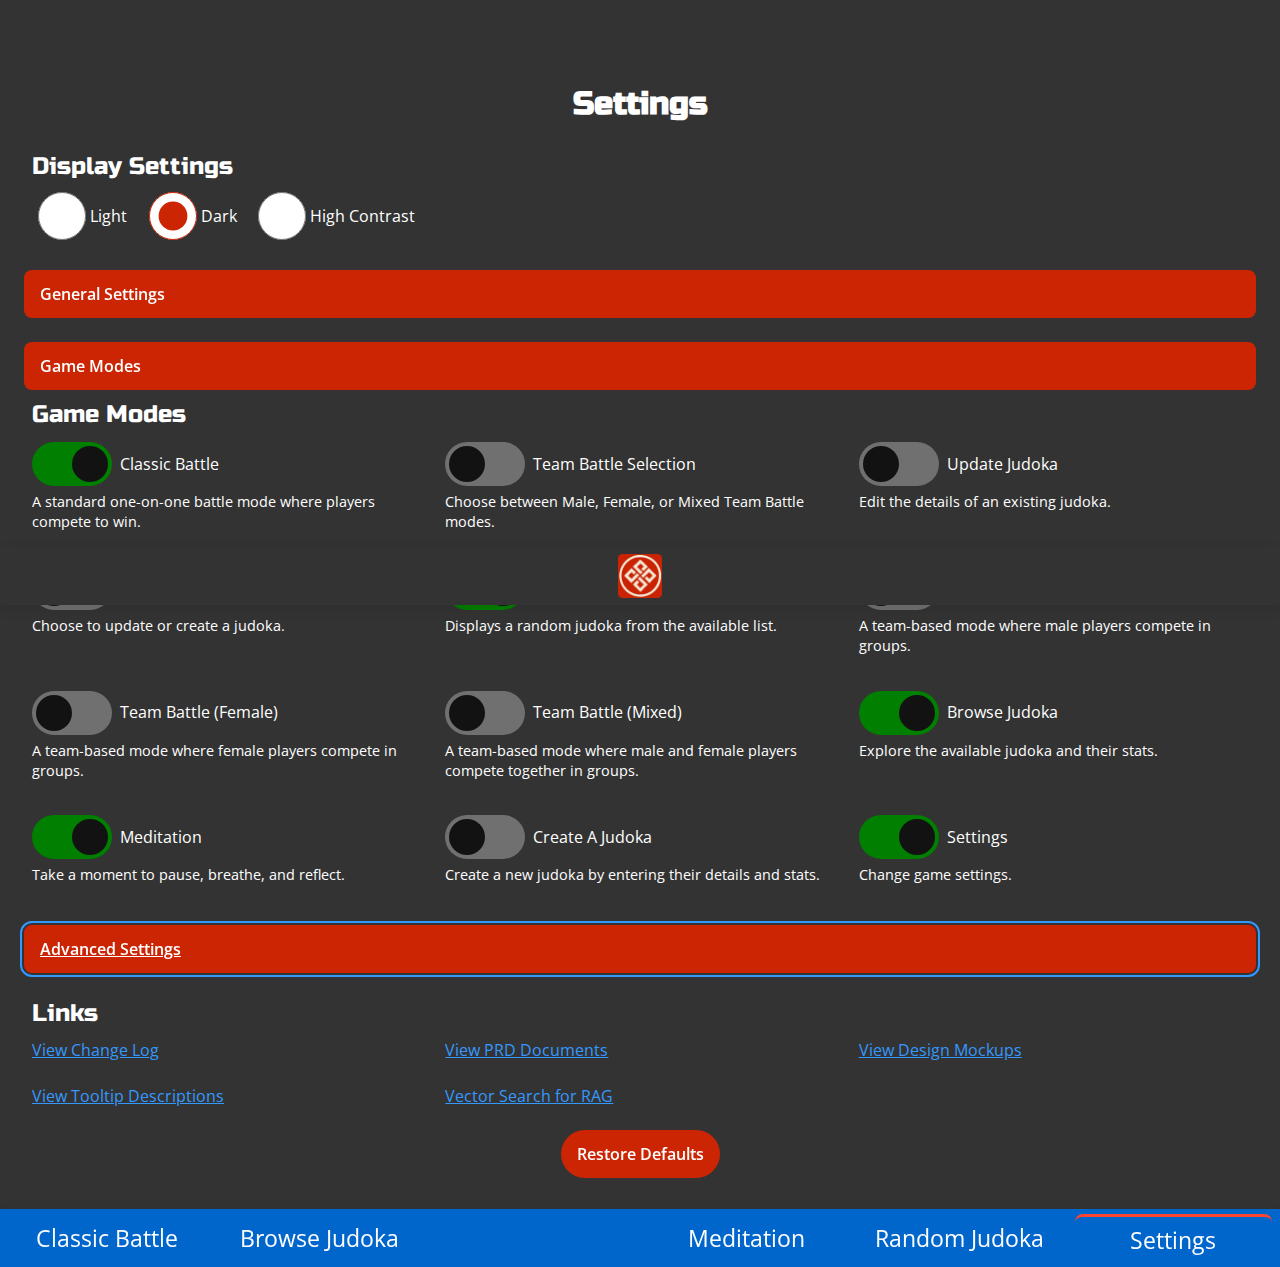 Settings
Display Settings
Light Dark High Contrast
General Settings
Game Modes
Game Modes
Classic Battle
A standard one-on-one battle mode where players
compete to win.
Team Battle Selection
Choose between Male, Female, or Mixed Team Battle
modes.
Update Judoka
Edit the details of an existing judoka.
Choose to update or create a judoka.
Displays a random judoka from the available list.
A team-based mode where male players compete in
groups.
Team Battle (Female)
A team-based mode where female players compete in
groups.
Team Battle (Mixed)
A team-based mode where male and female players
compete together in groups.
Browse Judoka
Explore the available judoka and their stats.
Meditation
Take a moment to pause, breathe, and reflect.
Create A Judoka
Create a new judoka by entering their details and stats.
Settings
Change game settings.
Advanced Settings
Links
View Change Log
View PRD Documents
View Design Mockups
View Tooltip Descriptions
Vector Search for RAG
Restore Defaults
Classic Battle
Browse Judoka
Meditation
Random Judoka
Settings